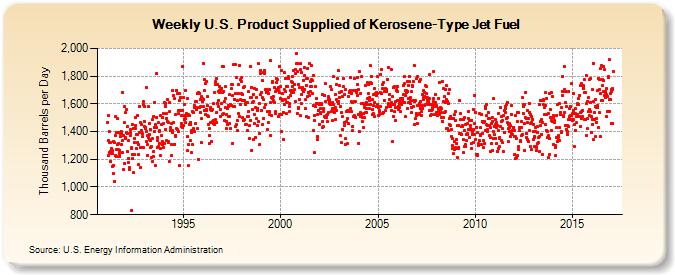 Weekly U.S. Product Supplied of Kerosene-Type Jet Fuel
Thousand Barrels per Day
2,000
1,800
1,600
1,400
1,200
1,000
800
1995 2000 2005 2010 2015
Source: U.S. Energy Information Administration